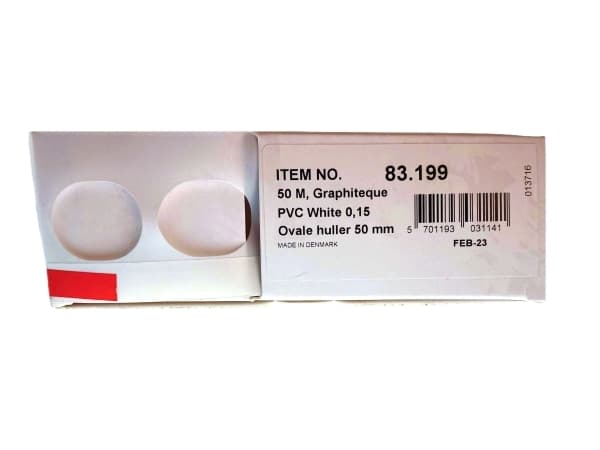 ITEM NO. 83.199
50 M, Graphiteque
PVC White 0,15
Ovale huller 50 mm
MADE IN DENMARK
5 701193 031141
FEB-23
013716